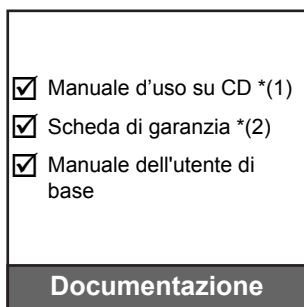 Manuale d’uso su CD *(1)
Scheda di garanzia *(2)
Manuale dell'utente di
base
Documentazione